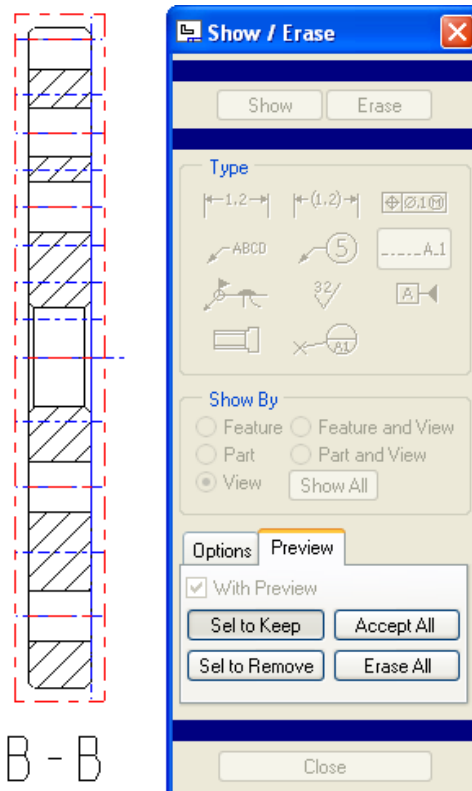 Show / Erase
Show Erase
Type
1.2 (1.2) Ø.1Ⓜ
ABCD 5 A_1
32/ A
A1
Show By
Feature Feature and View
Part Part and View
View Show All
Options Preview
With Preview
Sel to Keep Accept All
Sel to Remove Erase All
Close
B - B